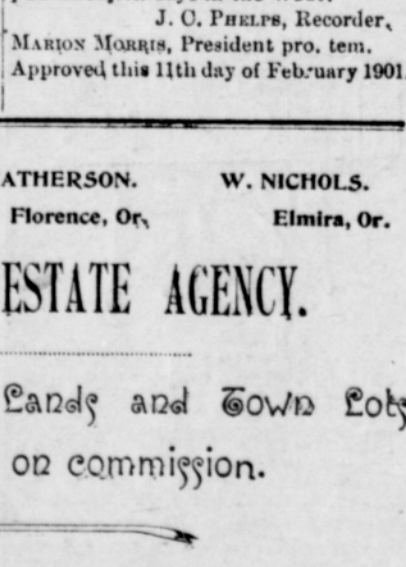 J. C. PHELPS, Recorder,
MARION MORRIS, President pro. tem.
Approved this 11th day of February 1901
ATHERSON. W. NICHOLS.
Florence, Or, Elmira, Or.
ESTATE AGENCY.
Lands and Town Lots
on commission.